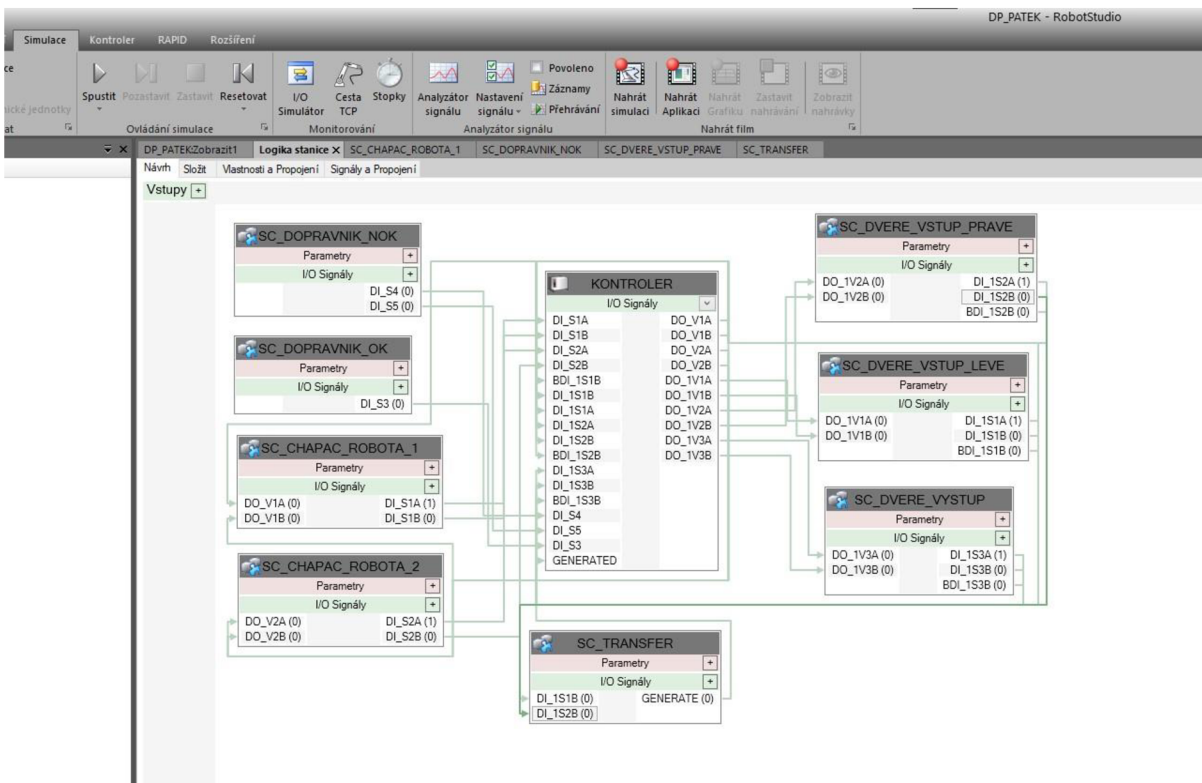 DP_PATEK - RobotStudio
Simulace Kontroler RAPID Rozšíření
ce
nické jednotky
at
Spustit Pozastavit Zastavit Resetovat
Ovládání simulace
I/O Simulátor
Cesta TCP
Stopky
Monitorování
Analyzátor signálu
Nastavení signálu
Povoleno
Záznamy
Přehrávání
Analyzátor signálu
Nahrát simulaci
Nahrát Aplikaci
Nahrát Grafiku
Zastavit nahrávání
Zobrazit nahrávky
Nahrát film
DP_PATEK:Zobrazit1 Logika stanice X SC_CHAPAC_ROBOTA_1 SC_DOPRAVNIK_NOK SC_DVERE_VSTUP_PRAVE SC_TRANSFER
Návrh Složit Vlastnosti a Propojení Signály a Propojení
Vstupy +
SC_DOPRAVNIK_NOK
Parametry +
I/O Signály +
DI_S4 (0)
DI_S5 (0)
SC_DOPRAVNIK_OK
Parametry +
I/O Signály +
DI_S3 (0)
SC_CHAPAC_ROBOTA_1
Parametry +
I/O Signály +
DO_V1A (0) DI_S1A (1)
DO_V1B (0) DI_S1B (0)
SC_CHAPAC_ROBOTA_2
Parametry +
I/O Signály +
DO_V2A (0) DI_S2A (1)
DO_V2B (0) DI_S2B (0)
KONTROLER
I/O Signály
DI_S1A DO_V1A
DI_S1B DO_V1B
DI_S2A DO_V2A
DI_S2B DO_V2B
BDI_1S1B DO_1V1A
DI_1S1B DO_1V1B
DI_1S1A DO_1V2A
DI_1S2A DO_1V2B
DI_1S2B DO_1V3A
BDI_1S2B DO_1V3B
DI_1S3A
DI_1S3B
BDI_1S3B
DI_S4
DI_S5
DI_S3
GENERATED
SC_TRANSFER
Parametry +
I/O Signály +
DI_1S1B (0) GENERATE (0)
DI_1S2B (0)
SC_DVERE_VSTUP_PRAVE
Parametry +
I/O Signály +
DO_1V2A (0) DI_1S2A (1)
DO_1V2B (0) DI_1S2B (0)
BDI_1S2B (0)
SC_DVERE_VSTUP_LEVE
Parametry +
I/O Signály +
DO_1V1A (0) DI_1S1A (1)
DO_1V1B (0) DI_1S1B (0)
BDI_1S1B (0)
SC_DVERE_VYSTUP
Parametry +
I/O Signály +
DO_1V3A (0) DI_1S3A (1)
DO_1V3B (0) DI_1S3B (0)
BDI_1S3B (0)